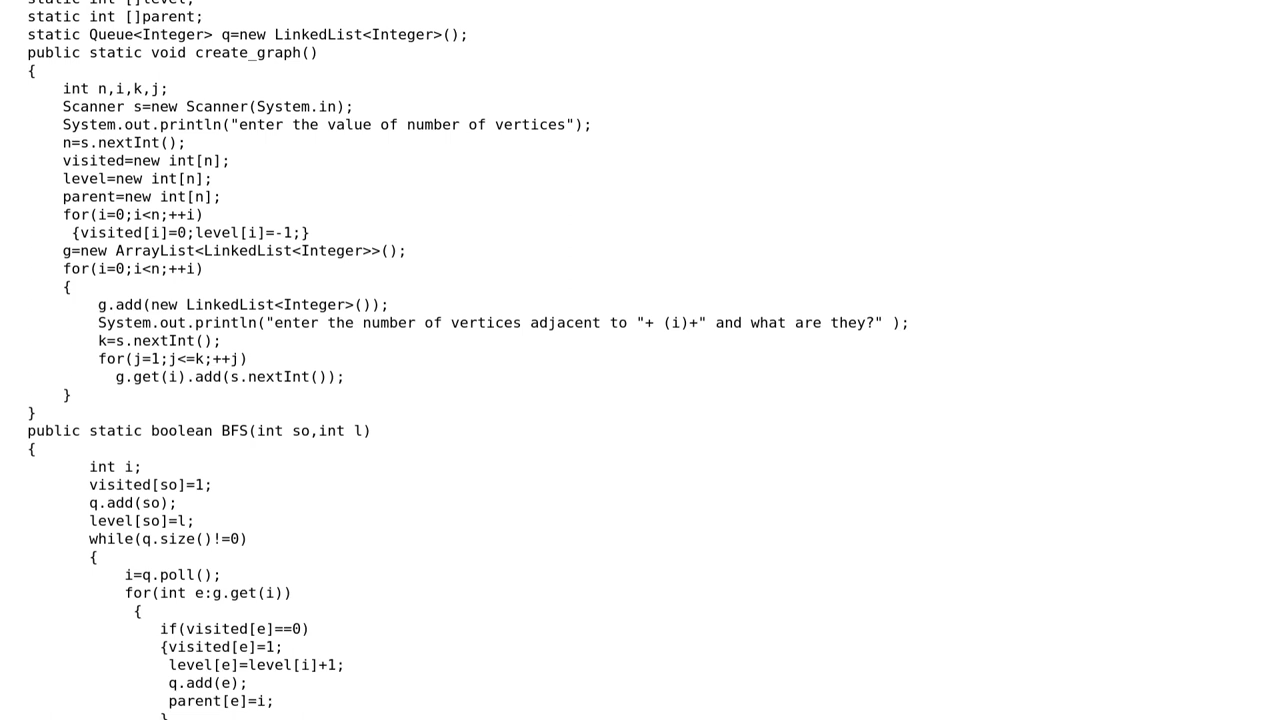 static int []level;
static int []parent;
static Queue<Integer> q=new LinkedList<Integer>();
public static void create_graph()
{
    int n,i,k,j;
    Scanner s=new Scanner(System.in);
    System.out.println("enter the value of number of vertices");
    n=s.nextInt();
    visited=new int[n];
    level=new int[n];
    parent=new int[n];
    for(i=0;i<n;++i)
     {visited[i]=0;level[i]=-1;}
    g=new ArrayList<LinkedList<Integer>>();
    for(i=0;i<n;++i)
    {
        g.add(new LinkedList<Integer>());
        System.out.println("enter the number of vertices adjacent to "+ (i)+" and what are they?" );
        k=s.nextInt();
        for(j=1;j<=k;++j)
          g.get(i).add(s.nextInt());
    }
}
public static boolean BFS(int so,int l)
{
       int i;
       visited[so]=1;
       q.add(so);
       level[so]=l;
       while(q.size()!=0)
       {
           i=q.poll();
           for(int e:g.get(i))
            {
               if(visited[e]==0)
               {visited[e]=1;
                level[e]=level[i]+1;
                q.add(e);
                parent[e]=i;
               }